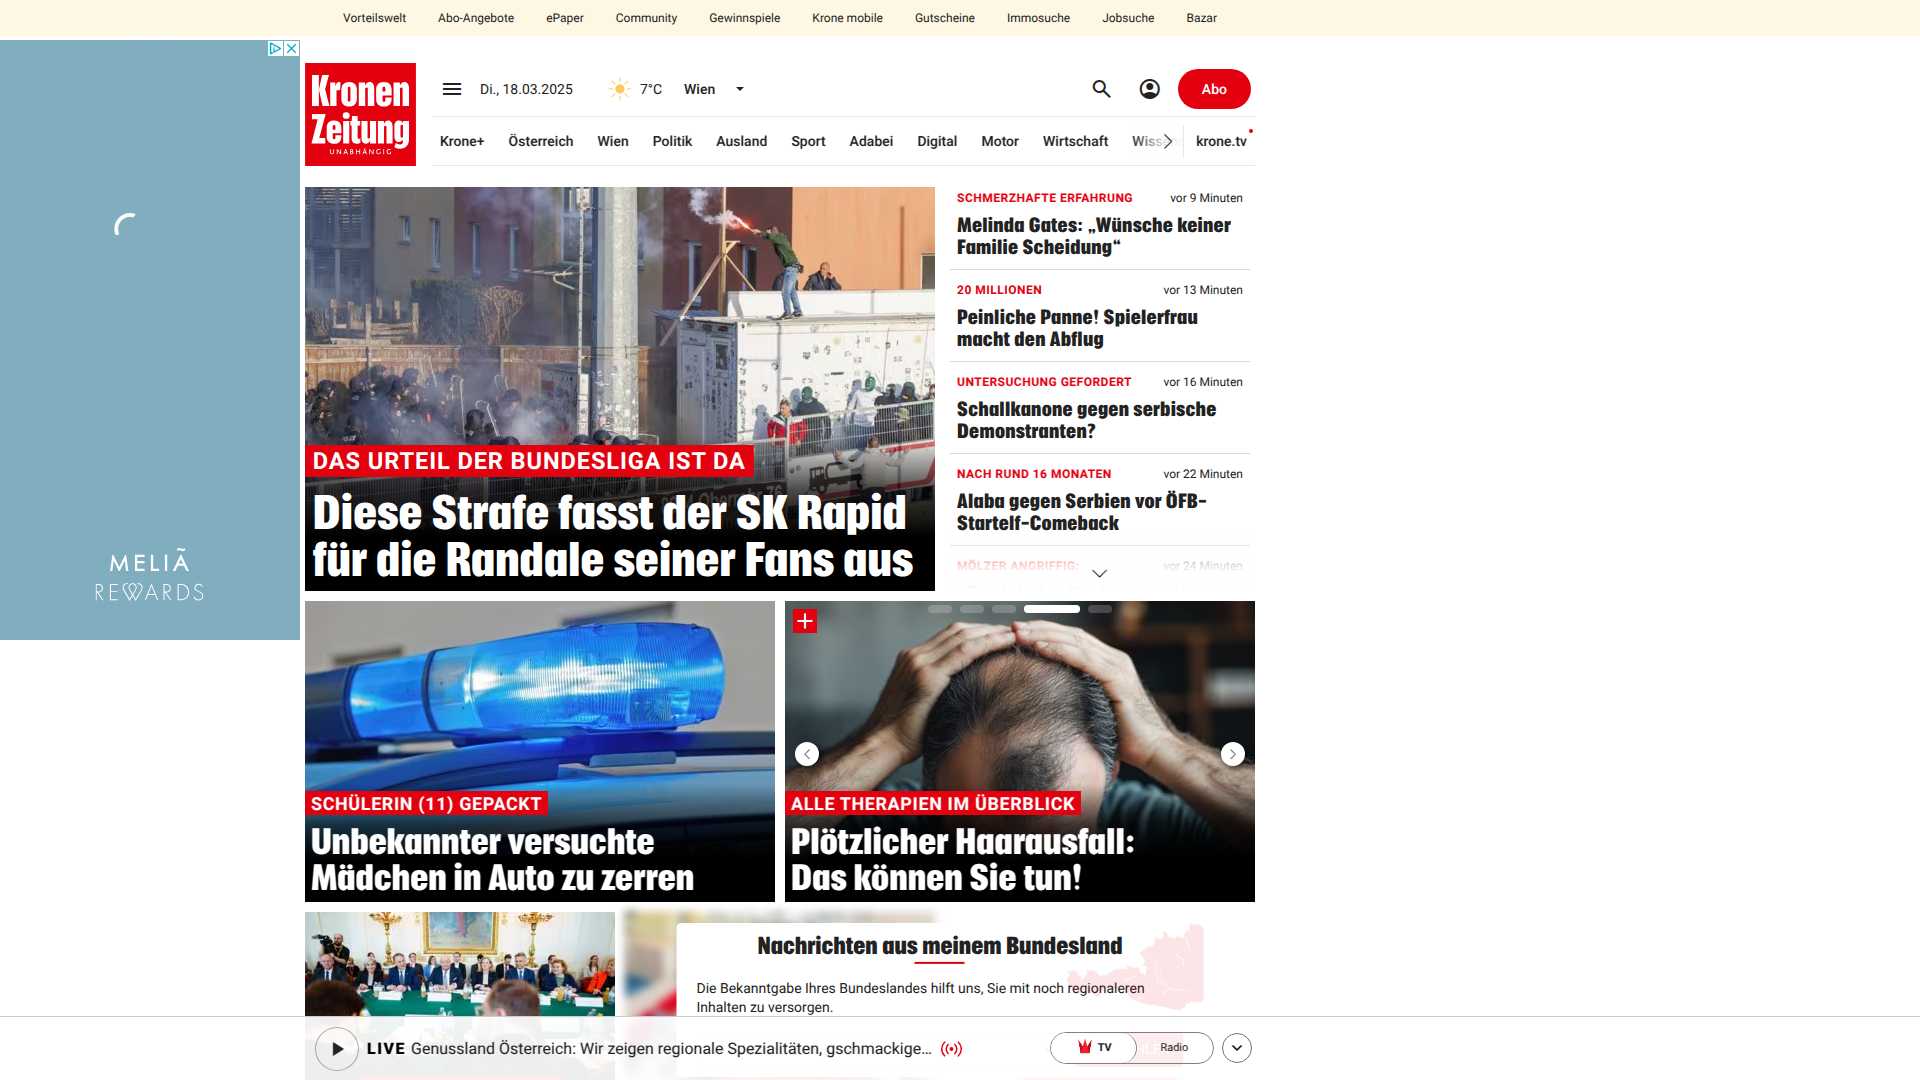 Vorteilswelt Abo-Angebote ePaper Community Gewinnspiele Krone mobile Gutscheine Immosuche Jobsuche Bazar
Kronen
Zeitung
UNABHÄNGIG
Di., 18.03.2025 7°C Wien Abo
Krone+ Österreich Wien Politik Ausland Sport Adabei Digital Motor Wirtschaft krone.tv
MELIÃ
REWARDS
DAS URTEIL DER BUNDESLIGA IST DA
Diese Strafe fasst der SK Rapid
für die Randale seiner Fans aus
SCHMERZHAFTE ERFAHRUNG vor 9 Minuten
Melinda Gates: „Wünsche keiner
Familie Scheidung“
20 MILLIONEN vor 13 Minuten
Peinliche Panne! Spielerfrau
macht den Abflug
UNTERSUCHUNG GEFORDERT vor 16 Minuten
Schallkanone gegen serbische
Demonstranten?
NACH RUND 16 MONATEN vor 22 Minuten
Alaba gegen Serbien vor ÖFB-
Startelf-Comeback
MÖLZER ANGRIFFIG: vor 24 Minuten
SCHÜLERIN (11) GEPACKT
Unbekannter versuchte
Mädchen in Auto zu zerren
ALLE THERAPIEN IM ÜBERBLICK
Plötzlicher Haarausfall:
Das können Sie tun!
Nachrichten aus meinem Bundesland
Die Bekanntgabe Ihres Bundeslandes hilft uns, Sie mit noch regionaleren
Inhalten zu versorgen.
LIVE Genussland Österreich: Wir zeigen regionale Spezialitäten, gschmackige... TV Radio